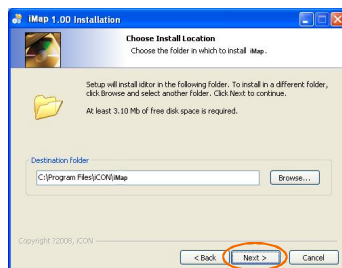 iMap 1.00 Installation
Choose Install Location
Choose the folder in which to install iMap.
Setup will install iditor in the following folder. To install in a different folder,
click Browse and select another folder. Click Next to continue.
At least 3.10 Mb of free disk space is required.
Destination folder
C:\Program Files\iCON\iMap
Browse...
Copyright ?2008, iCON
< Back
Next >
Cancel